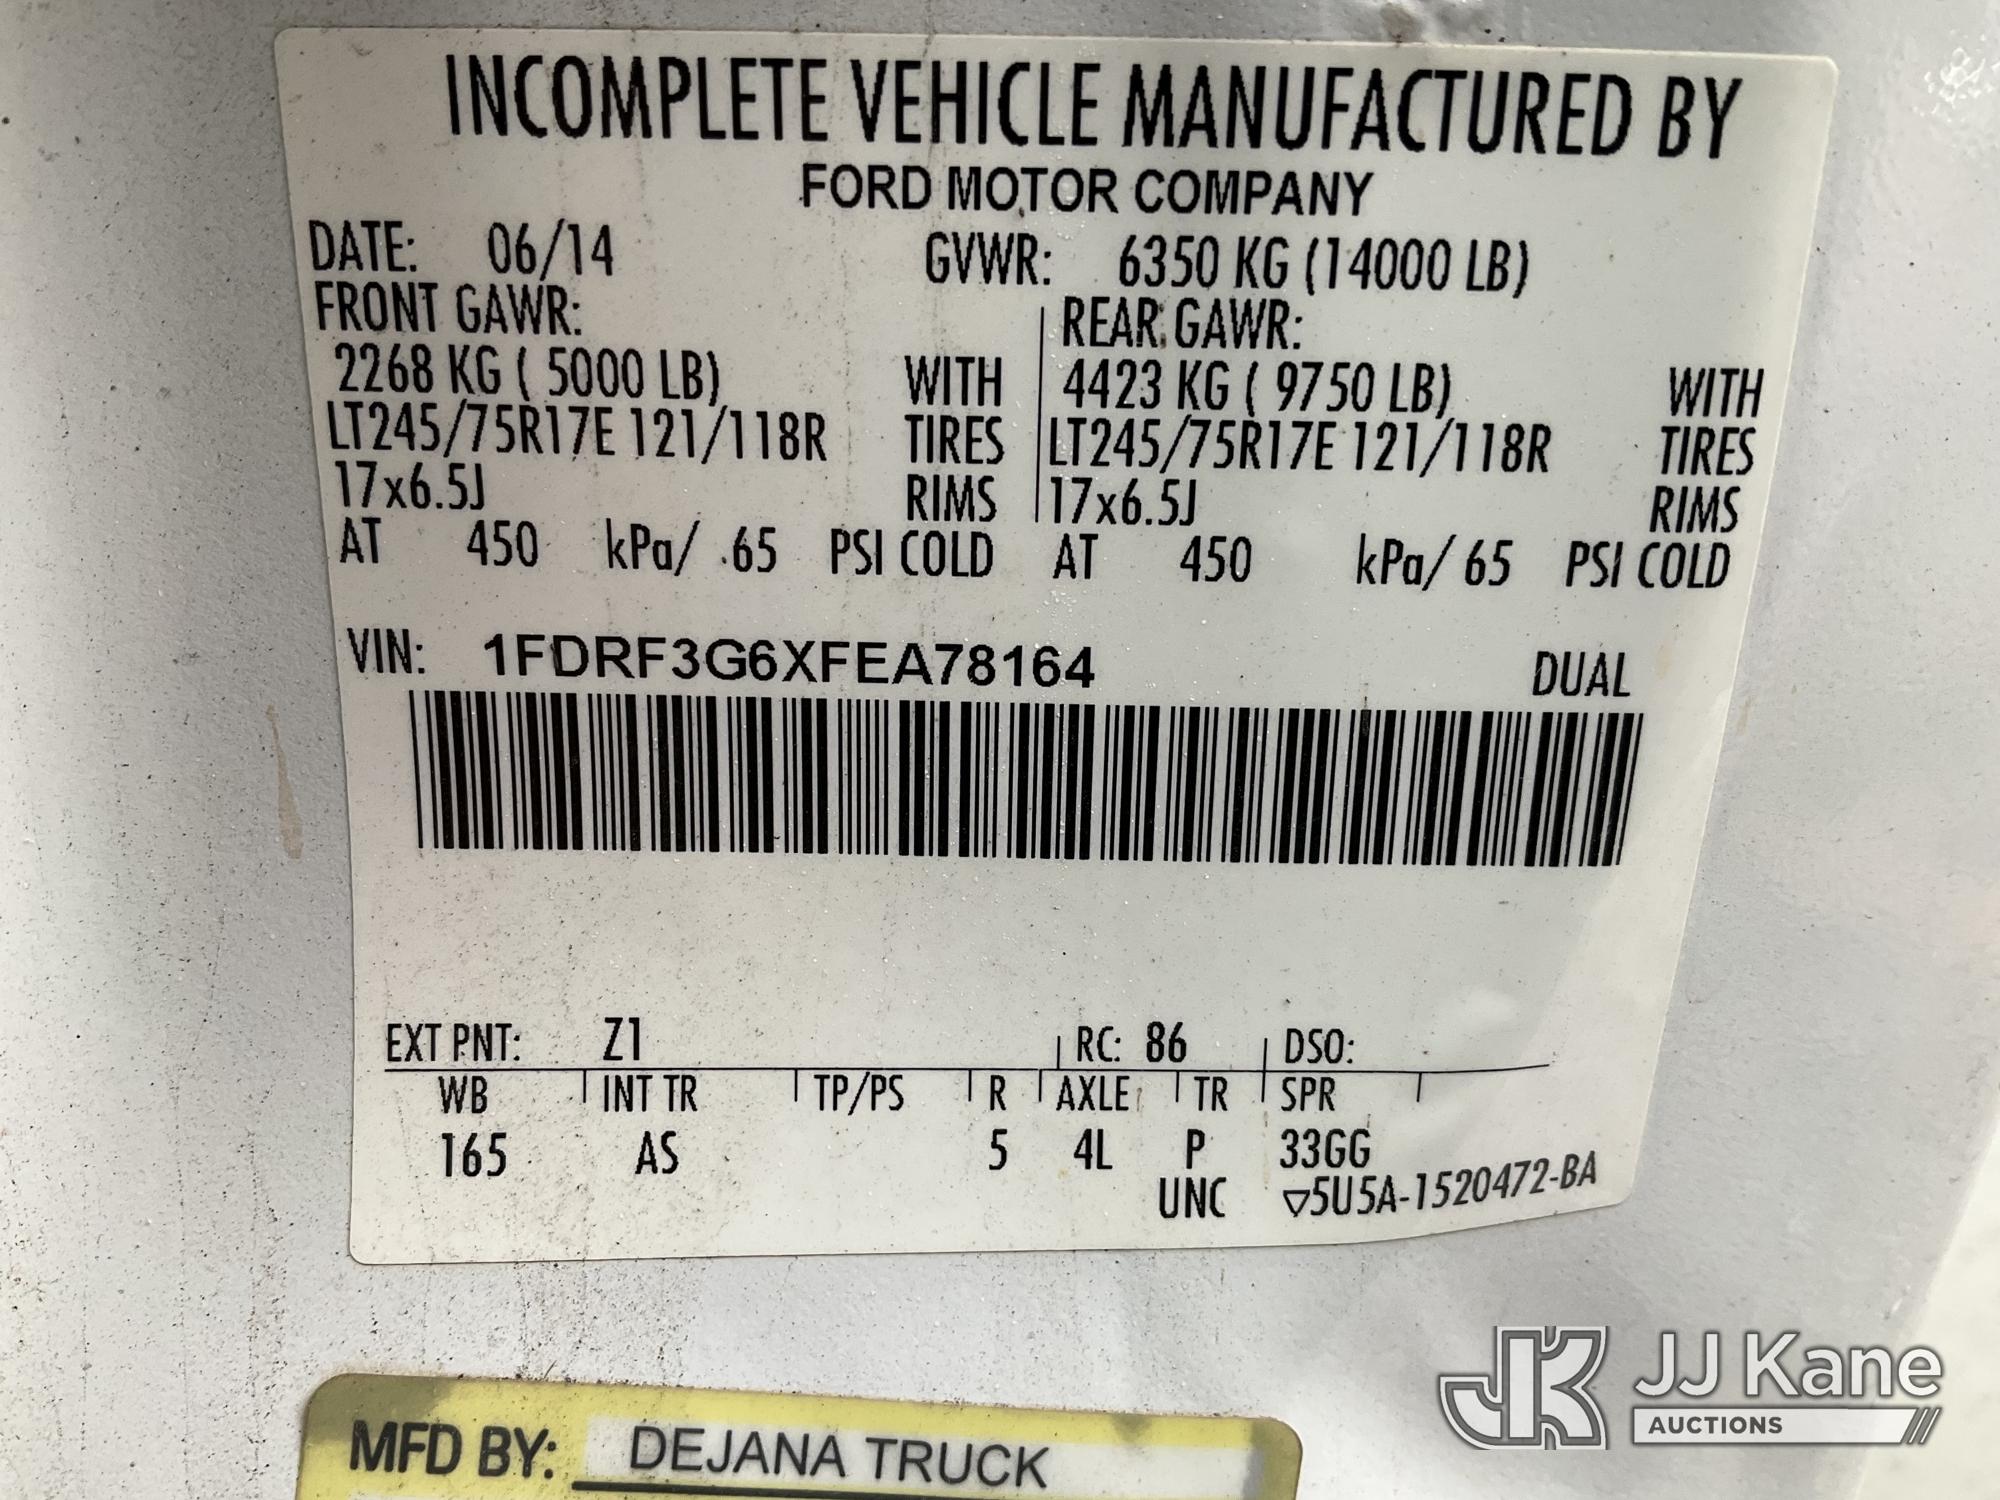 INCOMPLETE VEHICLE MANUFACTURED BY
FORD MOTOR COMPANY
DATE: 06/14 GVWR: 6350 KG (14000 LB)
FRONT GAWR: REAR GAWR:
2268 KG ( 5000 LB) WITH 4423 KG ( 9750 LB) WITH
LT245/75R17E 121/118R TIRES LT245/75R17E 121/118R TIRES
17x6.5J RIMS 17x6.5J RIMS
AT 450 kPa/ 65 PSI COLD AT 450 kPa/ 65 PSI COLD
VIN: 1FDRF3G6XFEA78164 DUAL
EXT PNT: Z1 RC: 86 DSO:
WB INT TR TP/PS R AXLE TR SPR
165 AS 5 4L P 33GG
UNC ▽5U5A-1520472-BA
MFD BY: DEJANA TRUCK
JK JJ Kane
AUCTIONS